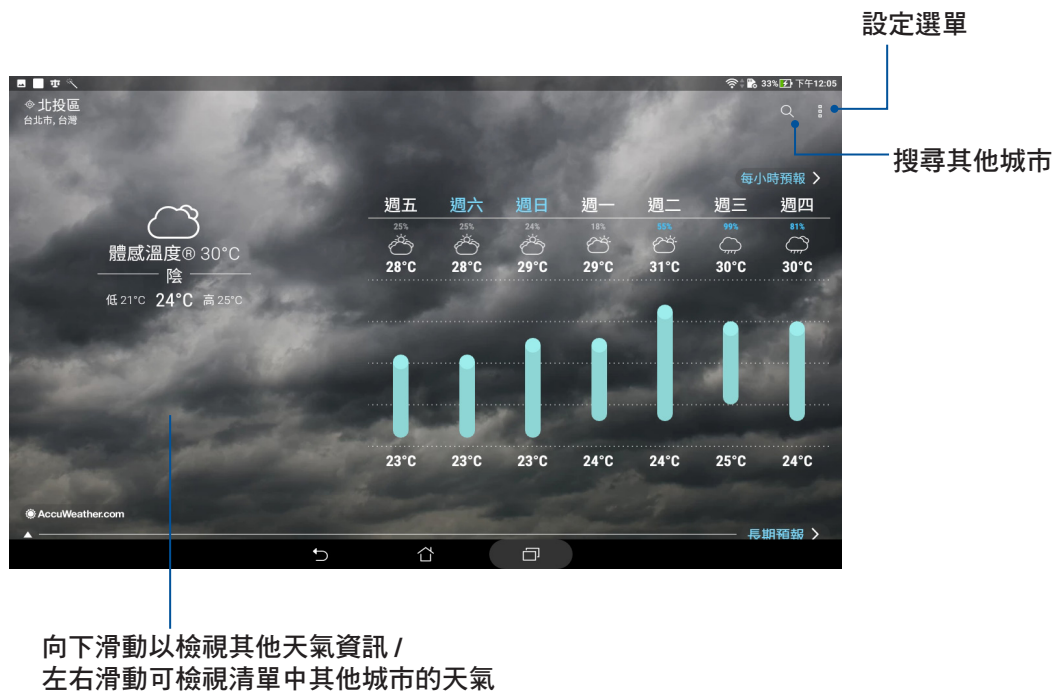 設定選單
33% 下午12:05
北投區
台北市, 台灣
搜尋其他城市
每小時預報
週五 週六 週日 週一 週二 週三 週四
25% 25% 24% 18% 55% 99% 81%
28°C 28°C 29°C 29°C 31°C 30°C 30°C
體感溫度® 30°C
陰
低 21°C 24°C 高 25°C
23°C 23°C 23°C 24°C 24°C 25°C 24°C
AccuWeather.com
長期預報
向下滑動以檢視其他天氣資訊 /
左右滑動可檢視清單中其他城市的天氣